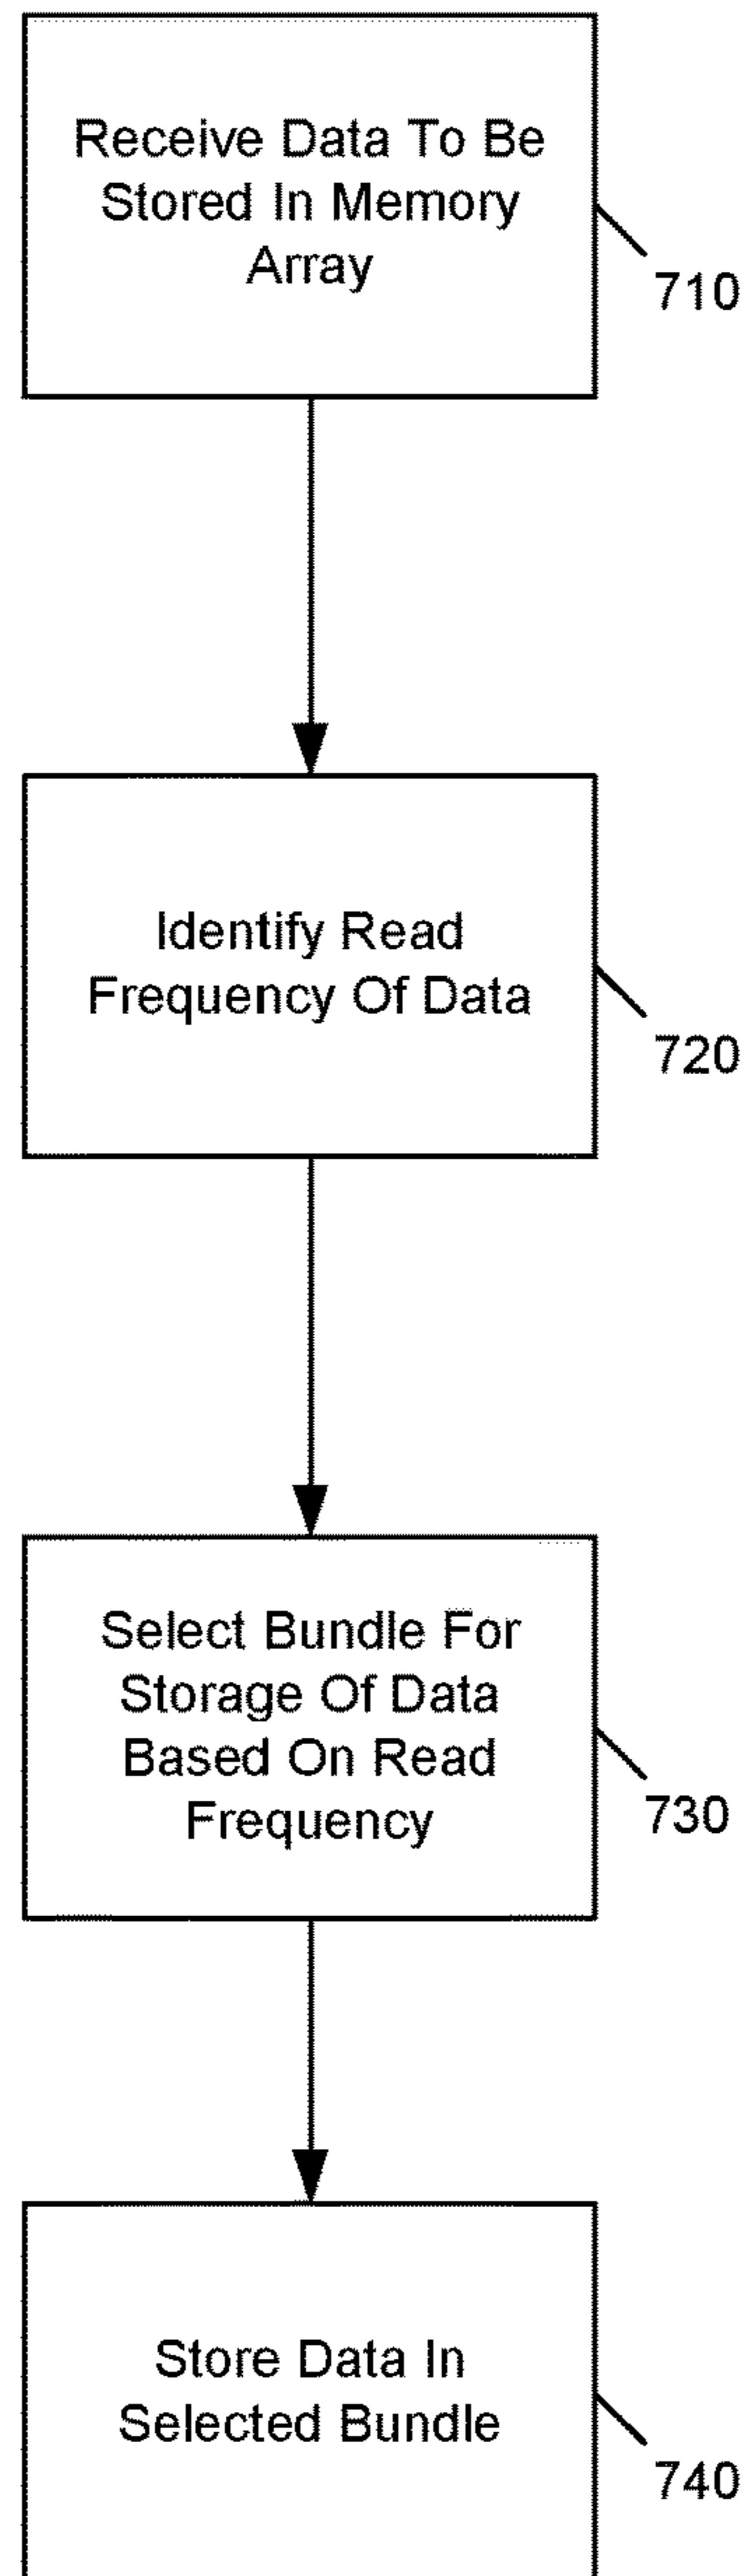 Receive Data To Be
Stored In Memory
Array
710
Identify Read
Frequency Of Data
720
Select Bundle For
Storage Of Data
Based On Read
Frequency
730
Store Data In
Selected Bundle
740